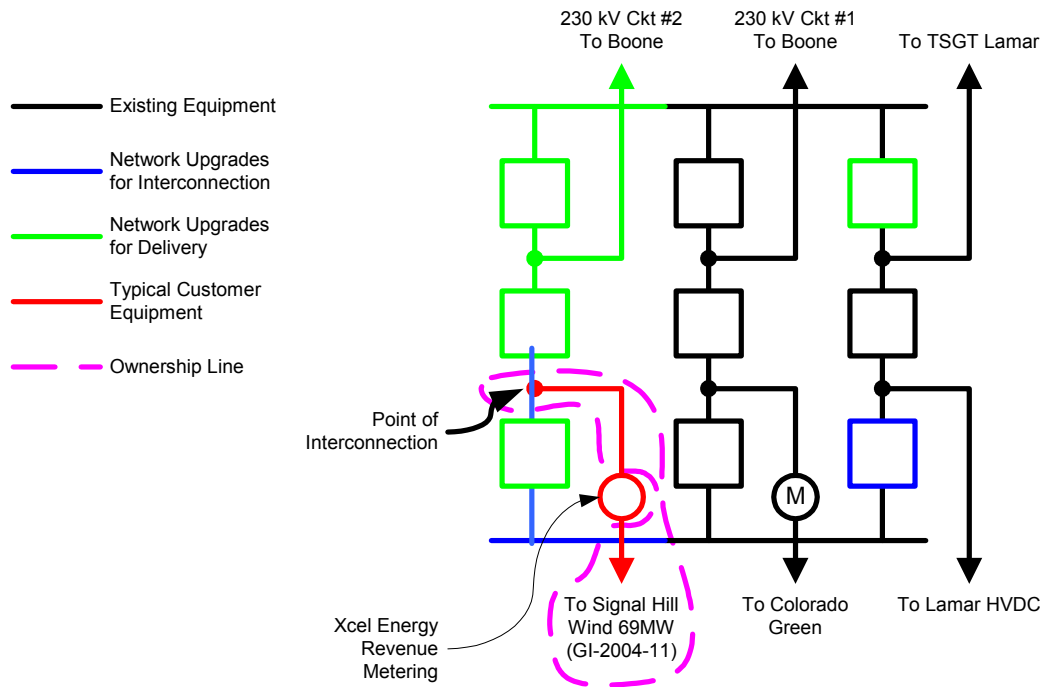 230 kV Ckt #2
To Boone
230 kV Ckt #1
To Boone
To TSGT Lamar
Existing Equipment
Network Upgrades
for Interconnection
Network Upgrades
for Delivery
Typical Customer
Equipment
Ownership Line
Point of
Interconnection
M
Xcel Energy
Revenue
Metering
To Signal Hill
Wind 69MW
(GI-2004-11)
To Colorado
Green
To Lamar HVDC